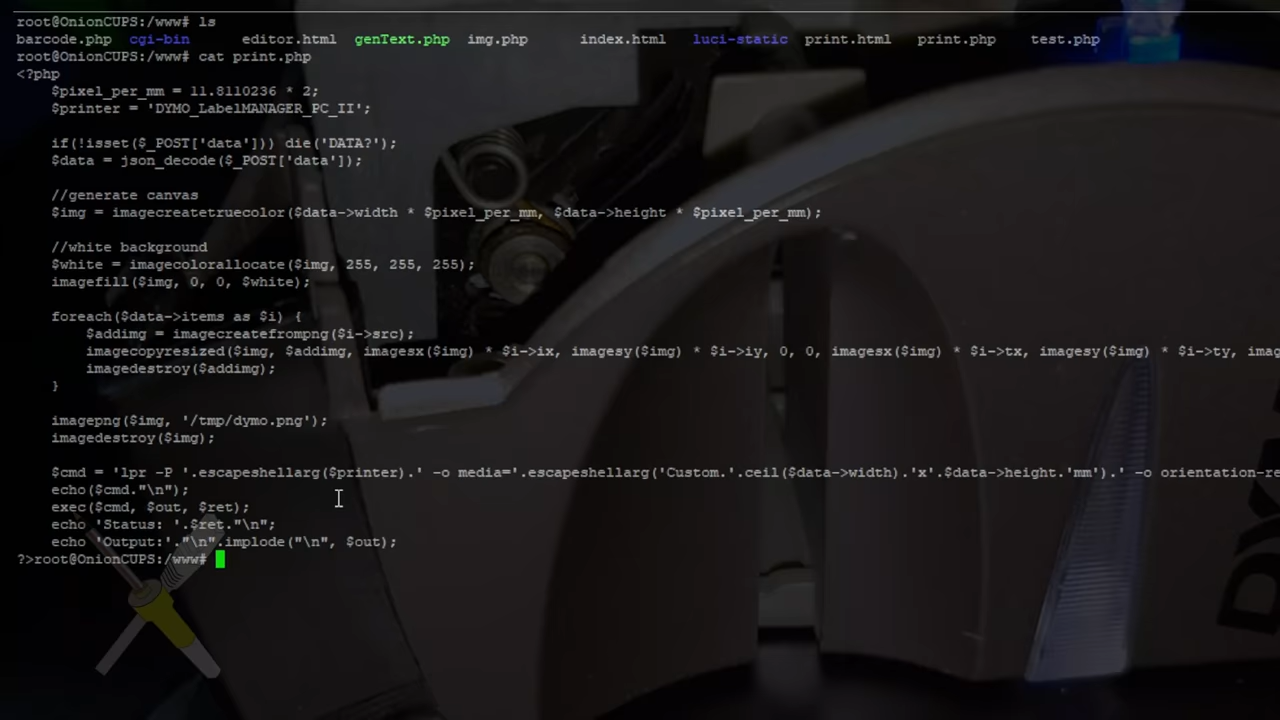 root@OnionCUPS:/www# ls
barcode.php cgi-bin editor.html genText.php img.php index.html luci-static print.html print.php test.php
root@OnionCUPS:/www# cat print.php
<?php
    $pixel_per_mm = 11.8110236 * 2;
    $printer = 'DYMO_LabelMANAGER_PC_II';

    if(!isset($_POST['data'])) die('DATA?');
    $data = json_decode($_POST['data']);

    //generate canvas
    $img = imagecreatetruecolor($data->width * $pixel_per_mm, $data->height * $pixel_per_mm);

    //white background
    $white = imagecolorallocate($img, 255, 255, 255);
    imagefill($img, 0, 0, $white);

    foreach($data->items as $i) {
        $addimg = imagecreatefrompng($i->src);
        imagecopyresized($img, $addimg, imagesx($img) * $i->ix, imagesy($img) * $i->iy, 0, 0, imagesx($img) * $i->tx, imagesy($img) * $i->ty, imag
        imagedestroy($addimg);
    }

    imagepng($img, '/tmp/dymo.png');
    imagedestroy($img);

    $cmd = 'lpr -P '.escapeshellarg($printer).' -o media='.escapeshellarg('Custom.'.ceil($data->width).'x'.$data->height.'mm').' -o orientation-re
    echo($cmd."\n");
    exec($cmd, $out, $ret);
    echo 'Status: '.$ret."\n";
    echo 'Output:'."\n".implode("\n", $out);
?>root@OnionCUPS:/www#